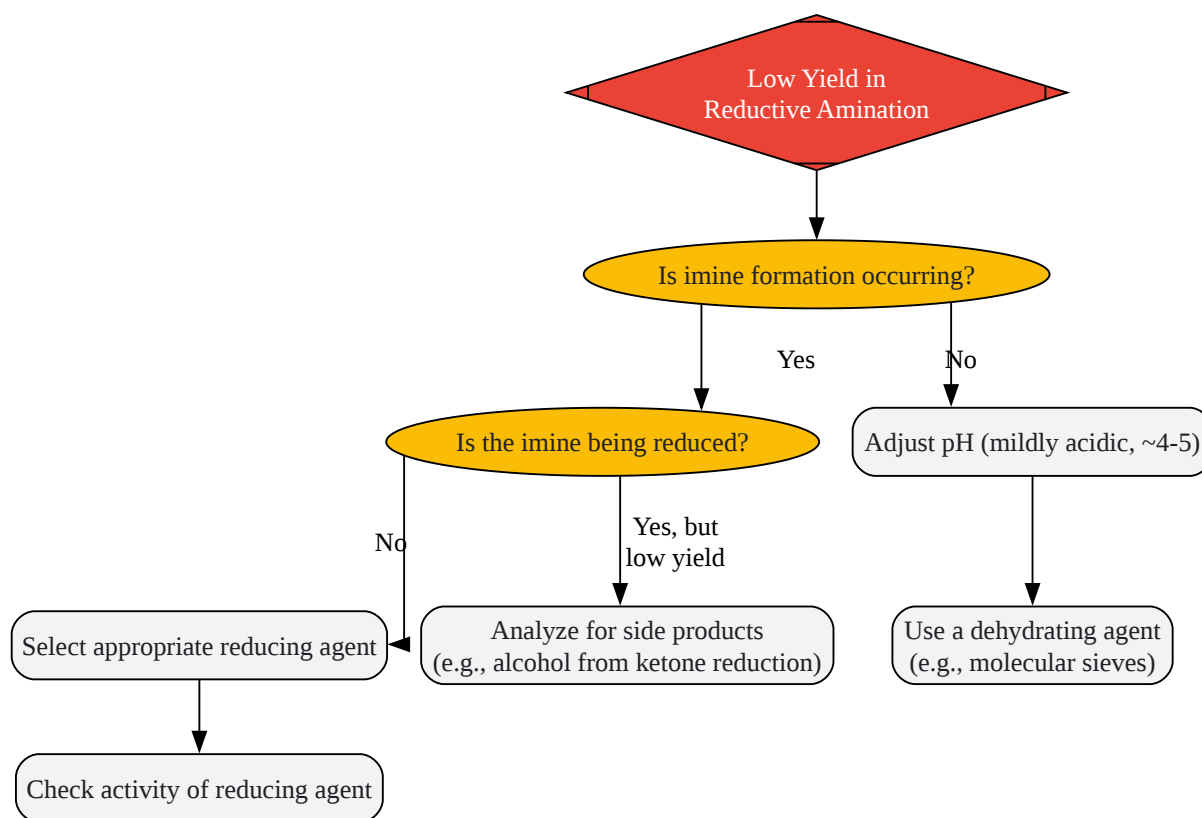 Low Yield in
Reductive Amination
Is imine formation occurring?
Yes
No
Is the imine being reduced?
Adjust pH (mildly acidic, ~4-5)
No
Yes, but
low yield
Select appropriate reducing agent
Analyze for side products
(e.g., alcohol from ketone reduction)
Use a dehydrating agent
(e.g., molecular sieves)
Check activity of reducing agent